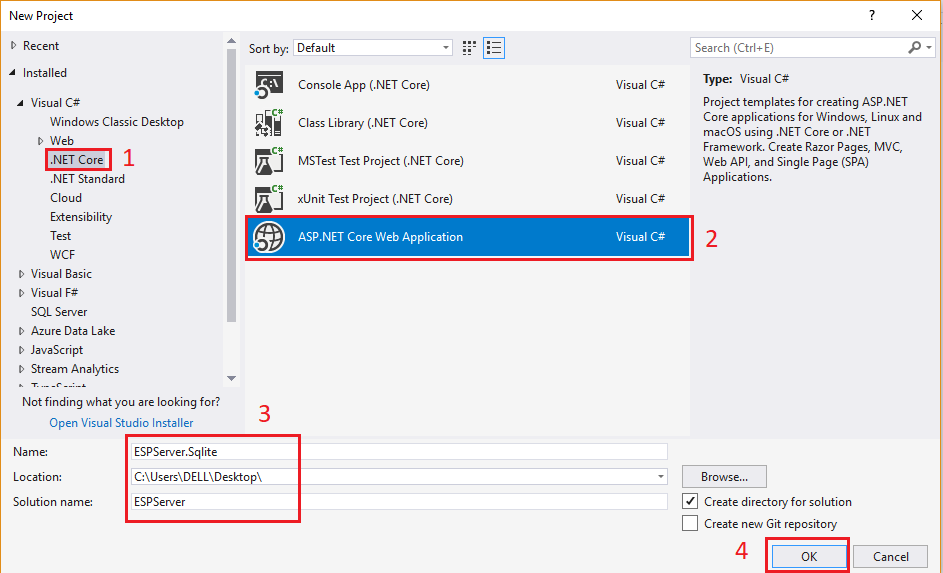 New Project
?
Recent
Installed
Visual C#
Windows Classic Desktop
Web
.NET Core 1
.NET Standard
Cloud
Extensibility
Test
WCF
Visual Basic
Visual F#
SQL Server
Azure Data Lake
JavaScript
Stream Analytics
TypeScript
Not finding what you are looking for?
Open Visual Studio Installer
Sort by: Default
Console App (.NET Core) Visual C#
Class Library (.NET Core) Visual C#
MSTest Test Project (.NET Core) Visual C#
xUnit Test Project (.NET Core) Visual C#
ASP.NET Core Web Application Visual C# 2
Search (Ctrl+E)
Type: Visual C#
Project templates for creating ASP.NET
Core applications for Windows, Linux and
macOS using .NET Core or .NET
Framework. Create Razor Pages, MVC,
Web API, and Single Page (SPA)
Applications.
3
Name: ESPServer.Sqlite
Location: C:\Users\DELL\Desktop\
Solution name: ESPServer
Browse...
Create directory for solution
Create new Git repository
4 OK Cancel